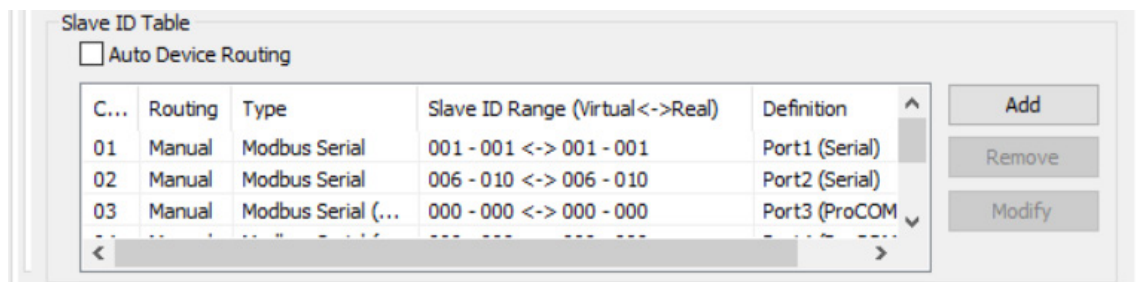 Slave ID Table
Auto Device Routing
C... Routing Type Slave ID Range (Virtual<->Real) Definition
01 Manual Modbus Serial 001 - 001 <-> 001 - 001 Port1 (Serial)
02 Manual Modbus Serial 006 - 010 <-> 006 - 010 Port2 (Serial)
03 Manual Modbus Serial (... 000 - 000 <-> 000 - 000 Port3 (ProCOM
Add
Remove
Modify